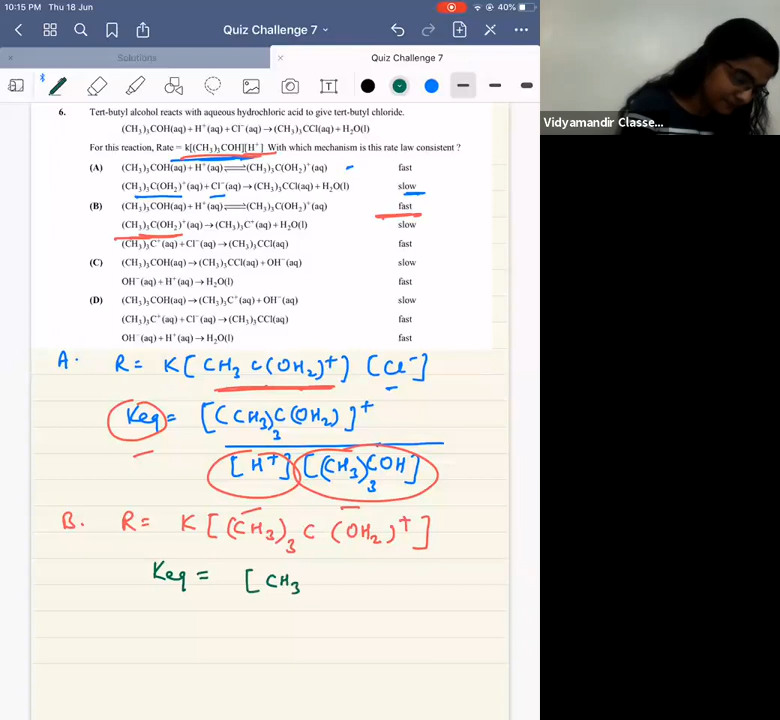 10:15 PM Thu 18 Jun 40%
Quiz Challenge 7
Solutions Quiz Challenge 7
6. Tert-butyl alcohol reacts with aqueous hydrochloric acid to give tert-butyl chloride.
(CH₃)₃COH(aq) + H⁺(aq) + Cl⁻(aq) → (CH₃)₃CCl(aq) + H₂O(l)
For this reaction, Rate = k[(CH₃)₃COH][H⁺] With which mechanism is this rate law consistent ?
(A) (CH₃)₃COH(aq) + H⁺(aq) ⇌ (CH₃)₃C(OH₂)⁺(aq) fast
(CH₃)₃C(OH₂)⁺(aq) + Cl⁻(aq) → (CH₃)₃CCl(aq) + H₂O(l) slow
(B) (CH₃)₃COH(aq) + H⁺(aq) ⇌ (CH₃)₃C(OH₂)⁺(aq) fast
(CH₃)₃C(OH₂)⁺(aq) → (CH₃)₃C⁺(aq) + H₂O(l) slow
(CH₃)₃C⁺(aq) + Cl⁻(aq) → (CH₃)₃CCl(aq) fast
(C) (CH₃)₃COH(aq) → (CH₃)₃CCl(aq) + OH⁻(aq) slow
OH⁻(aq) + H⁺(aq) → H₂O(l) fast
(D) (CH₃)₃COH(aq) → (CH₃)₃C⁺(aq) + OH⁻(aq) slow
(CH₃)₃C⁺(aq) + Cl⁻(aq) → (CH₃)₃CCl(aq) fast
OH⁻(aq) + H⁺(aq) → H₂O(l) fast
A. R = K[CH₃ C(OH₂)⁺] [Cl⁻]
Keq = [(CH₃)₃C(OH₂)]⁺
[H⁺] [(CH₃)₃COH]
B. R = K[(CH₃)₃C (OH₂)⁺]
Keq = [CH₃
Vidyamandir Classe...